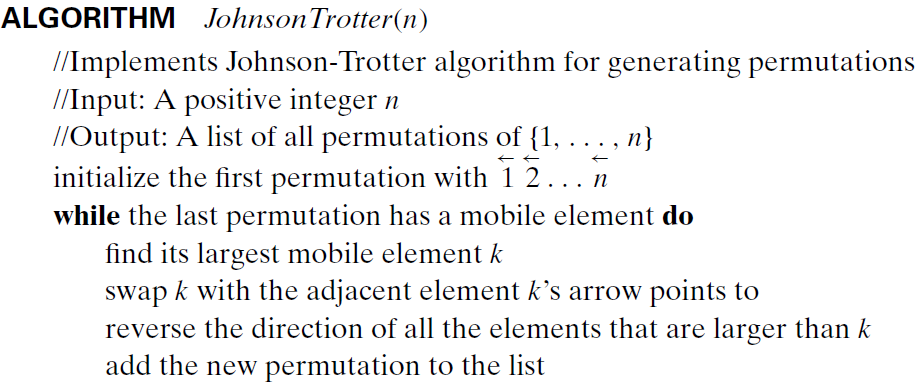 ALGORITHM JohnsonTrotter(n)
//Implements Johnson-Trotter algorithm for generating permutations
//Input: A positive integer n
//Output: A list of all permutations of {1, . . . , n}
initialize the first permutation with ←1 ←2 . . . ←n
while the last permutation has a mobile element do
find its largest mobile element k
swap k with the adjacent element k’s arrow points to
reverse the direction of all the elements that are larger than k
add the new permutation to the list